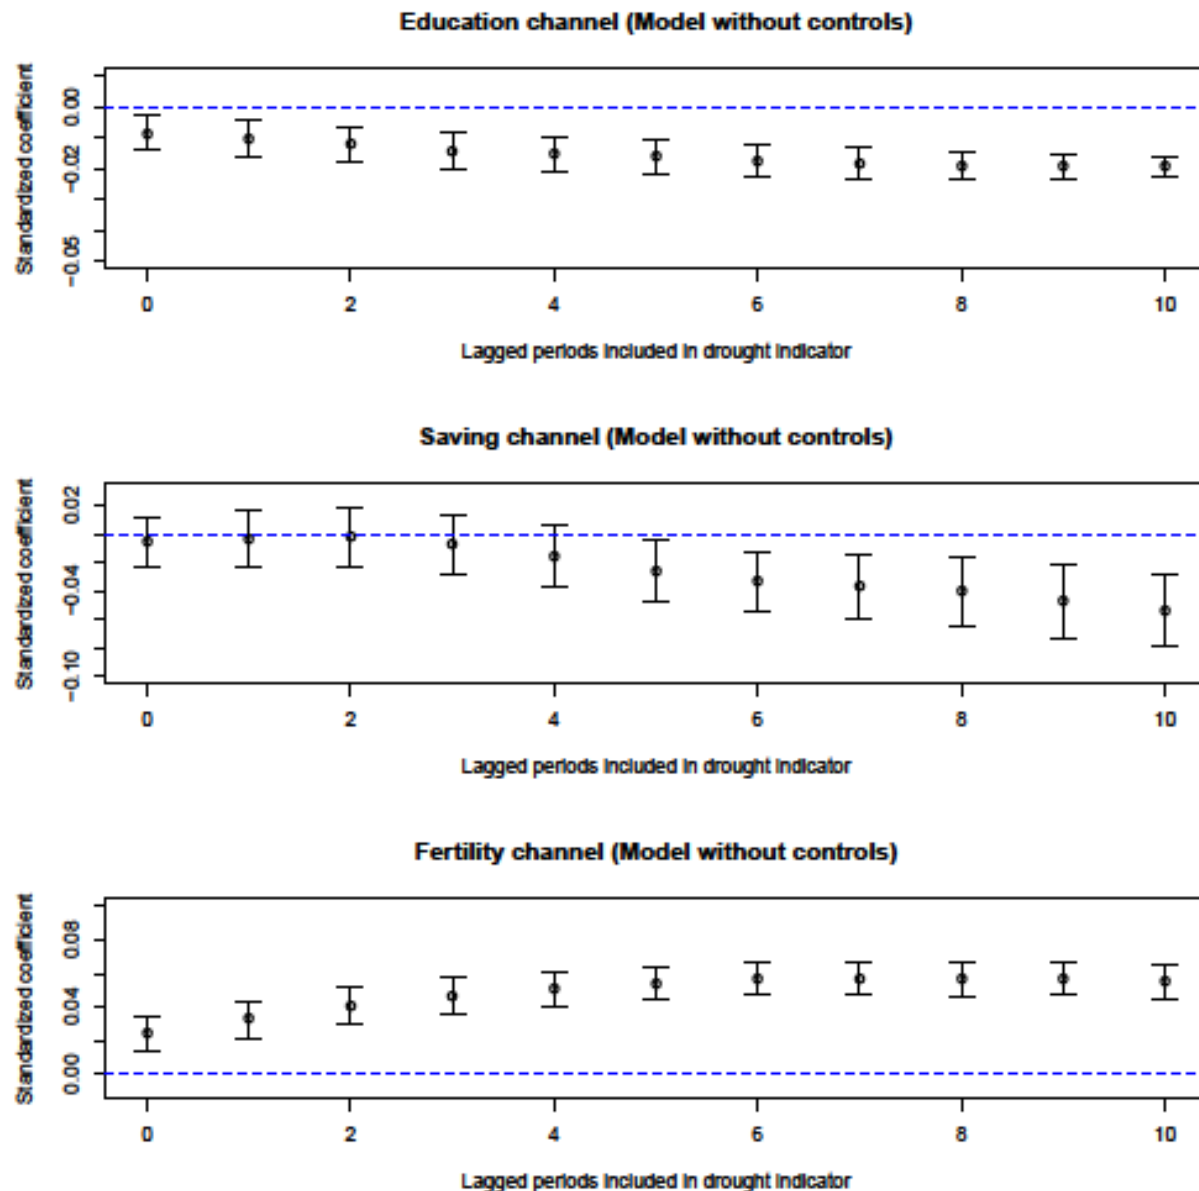 Education channel (Model without controls)
Standardized coefficient
0.00
−0.02
−0.05
0 2 4 6 8 10
Lagged periods included in drought indicator
Saving channel (Model without controls)
Standardized coefficient
0.02
−0.04
−0.10
0 2 4 6 8 10
Lagged periods included in drought indicator
Fertility channel (Model without controls)
Standardized coefficient
0.08
0.04
0.00
0 2 4 6 8 10
Lagged periods included in drought indicator